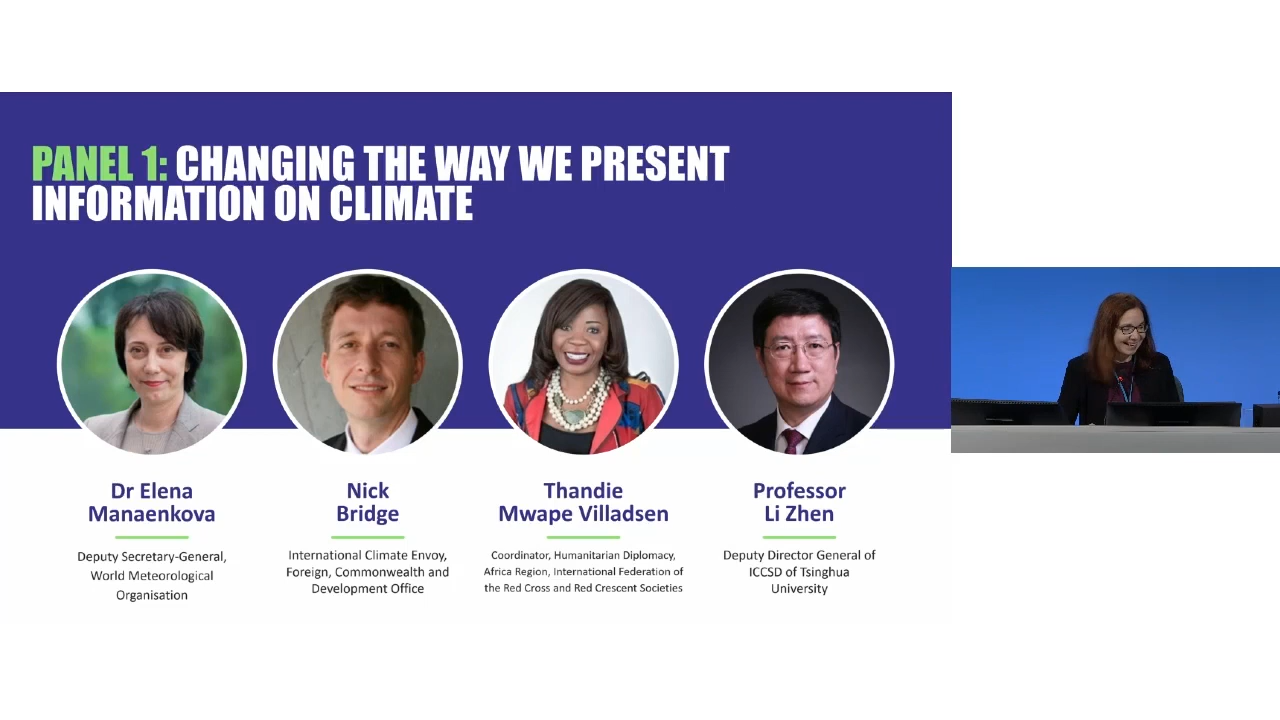 PANEL 1: CHANGING THE WAY WE PRESENT
INFORMATION ON CLIMATE
Dr Elena
Manaenkova
Deputy Secretary-General,
World Meteorological
Organisation
Nick
Bridge
International Climate Envoy,
Foreign, Commonwealth and
Development Office
Thandie
Mwape Villadsen
Coordinator, Humanitarian Diplomacy,
Africa Region, International Federation of
the Red Cross and Red Crescent Societies
Professor
Li Zhen
Deputy Director General of
ICCSD of Tsinghua
University